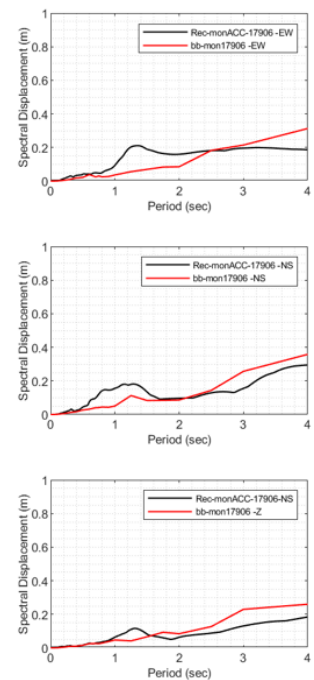 1
0.8
0.6
0.4
0.2
0
Spectral Displacement (m)
Rec-monACC-17906 -EW
bb-mon17906 -EW
0 1 2 3 4
Period (sec)
1
0.8
0.6
0.4
0.2
0
Spectral Displacement (m)
Rec-monACC-17906 -NS
bb-mon17906 -NS
0 1 2 3 4
Period (sec)
1
0.8
0.6
0.4
0.2
0
Spectral Displacement (m)
Rec-monACC-17906-NS
bb-mon17906 -Z
0 1 2 3 4
Period (sec)